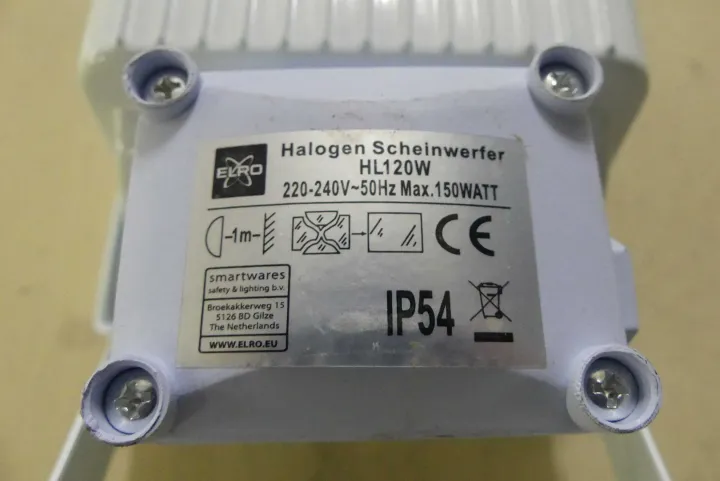 ELRO
Halogen Scheinwerfer
HL120W
220-240V~50Hz Max.150WATT
-1m-
CE
smartwares
safety & lighting b.v.
Broekakkerweg 15
5126 BD Gilze
The Netherlands
WWW.ELRO.EU
IP54